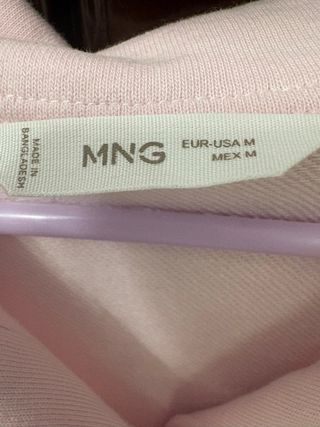 MADE IN
BANGLADESH
MNG
EUR-USA M
MEX M